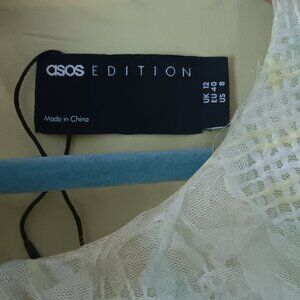 asos EDITION
UK 12
EU 40
US 8
Made in China